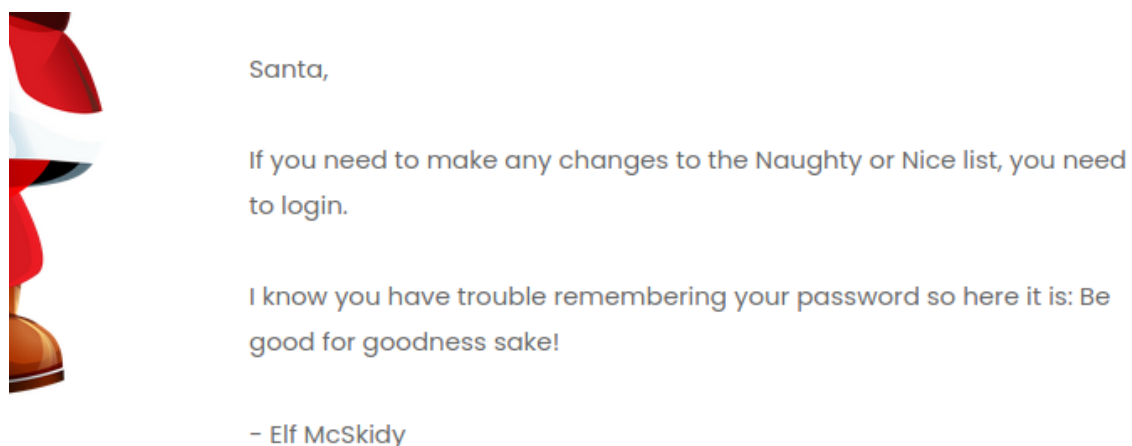 Santa,
If you need to make any changes to the Naughty or Nice list, you need
to login.
I know you have trouble remembering your password so here it is: Be
good for goodness sake!
- Elf McSkidy